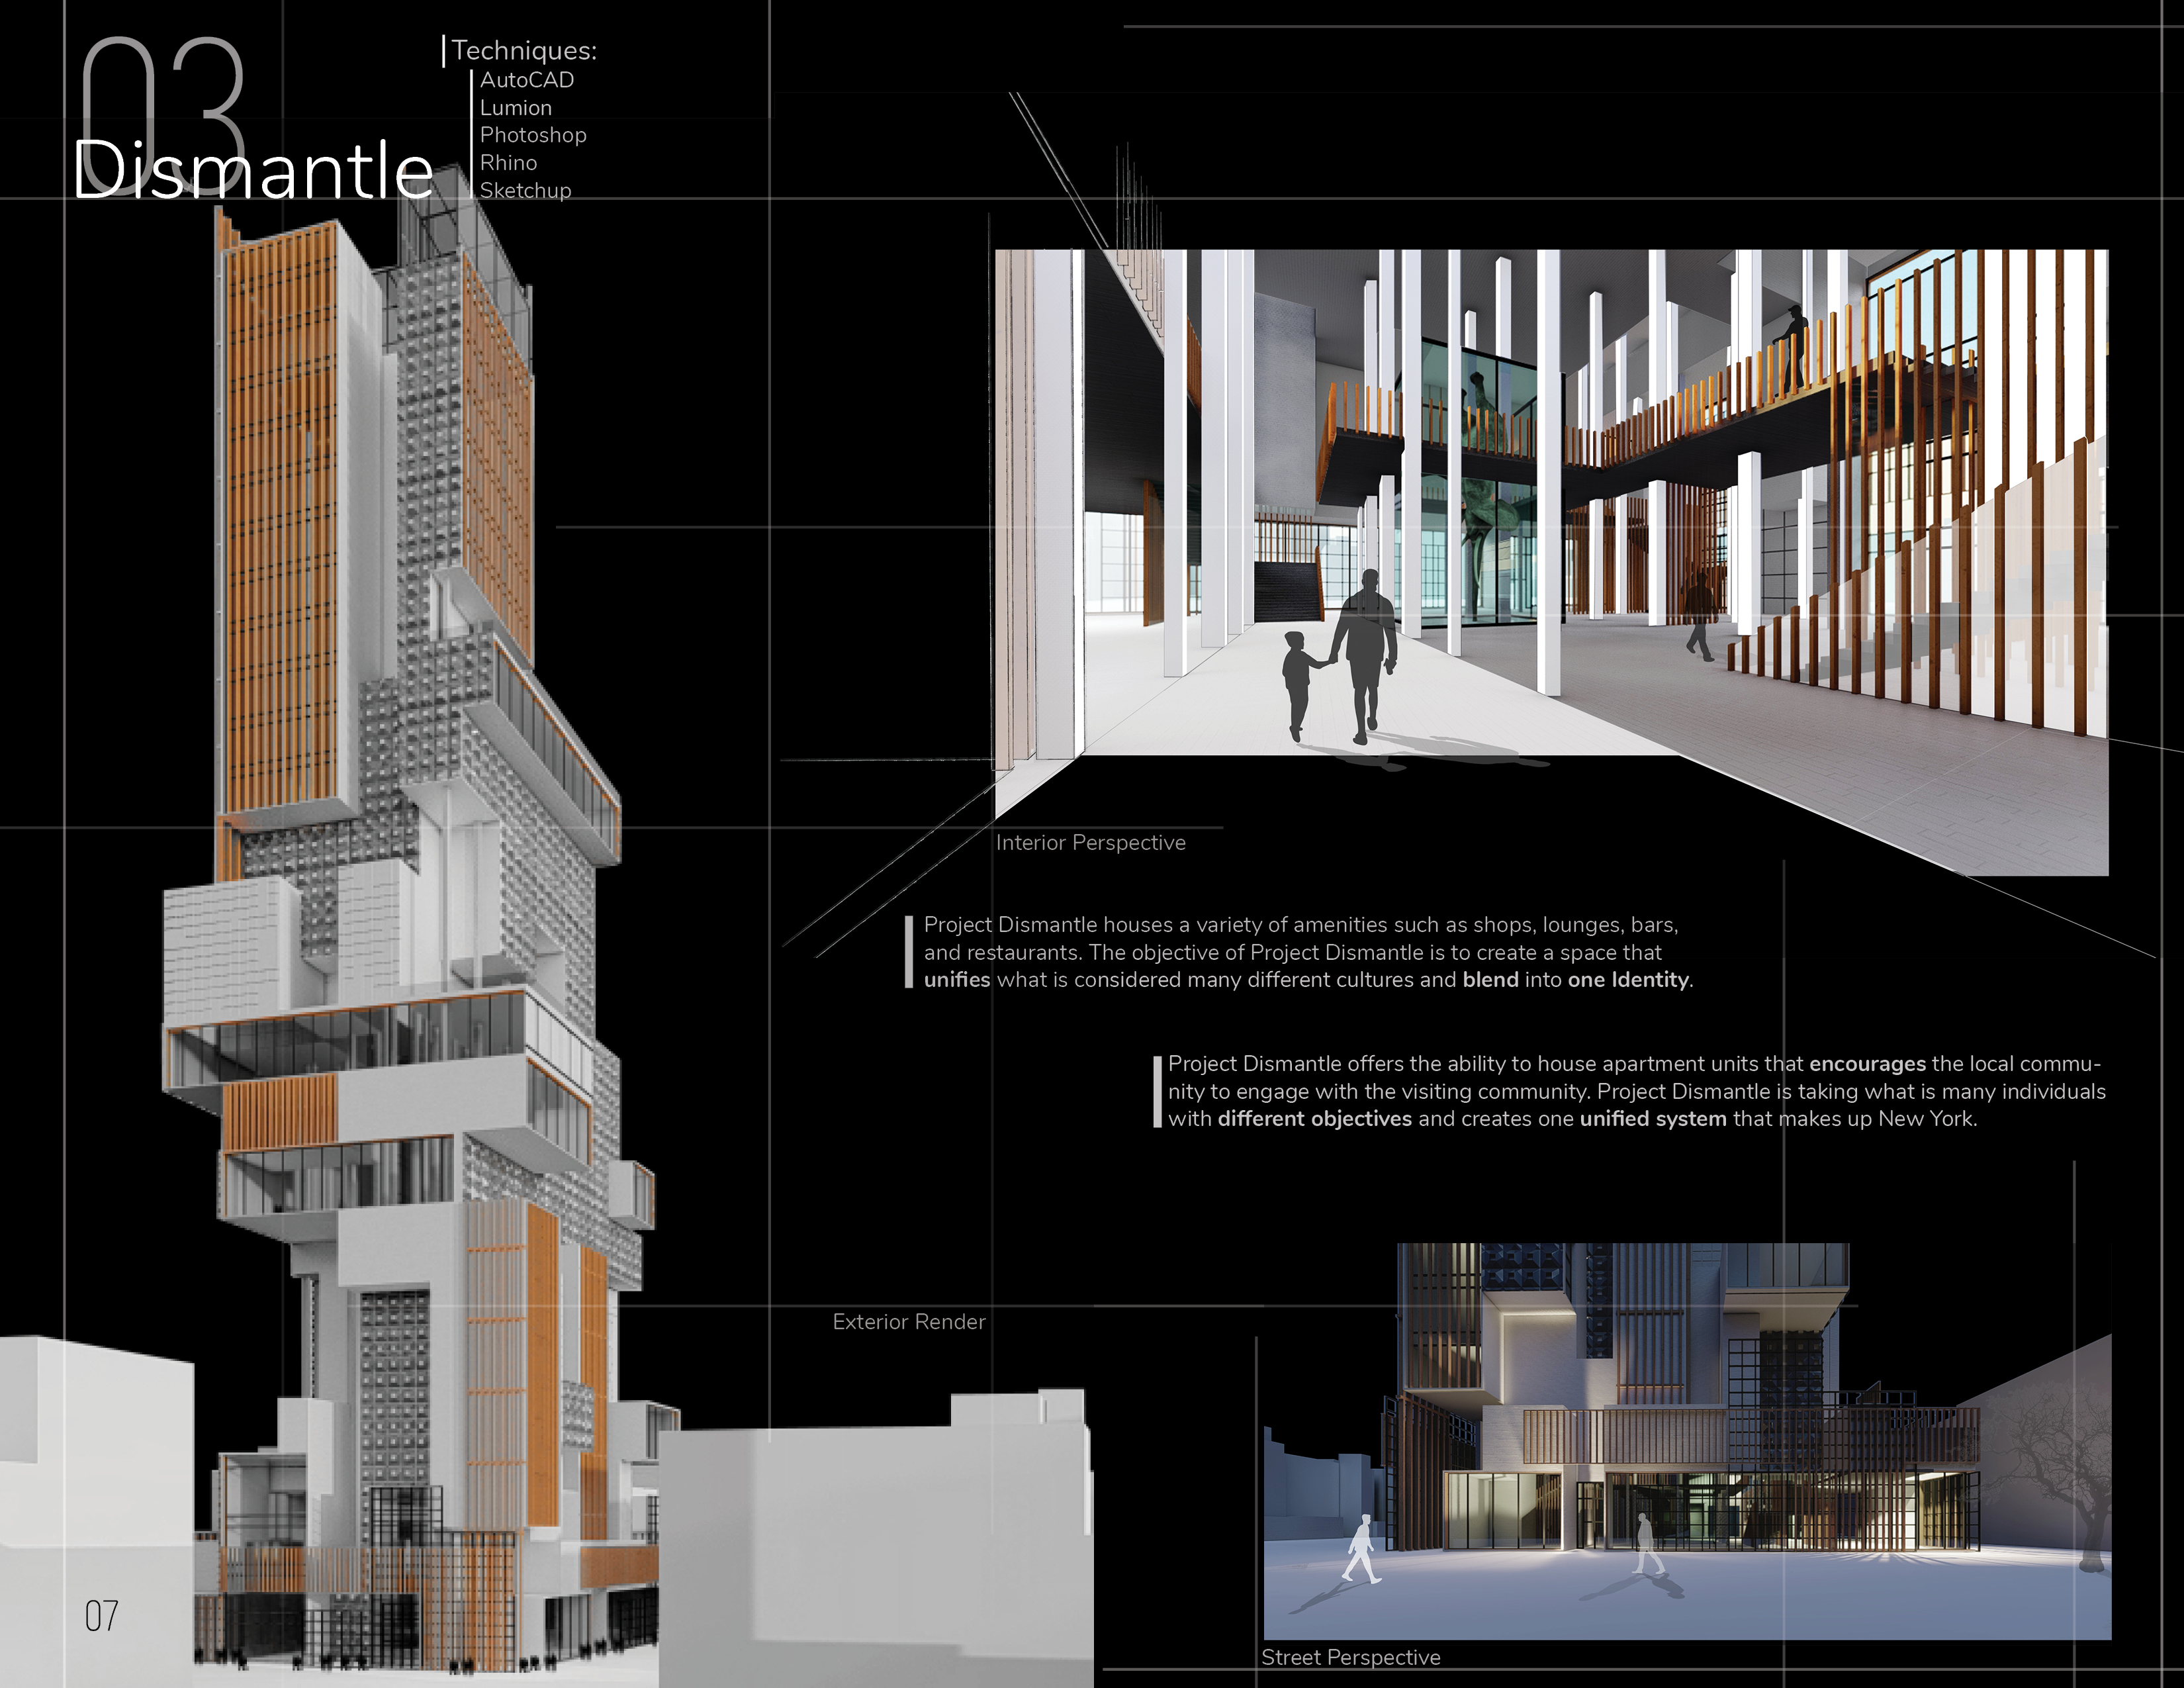 03
Dismantle
Techniques:
AutoCAD
Lumion
Photoshop
Rhino
Sketchup
Interior Perspective
Project Dismantle houses a variety of amenities such as shops, lounges, bars,
and restaurants. The objective of Project Dismantle is to create a space that
unifies what is considered many different cultures and blend into one Identity.
Project Dismantle offers the ability to house apartment units that encourages the local commu-
nity to engage with the visiting community. Project Dismantle is taking what is many individuals
with different objectives and creates one unified system that makes up New York.
Exterior Render
Street Perspective
07